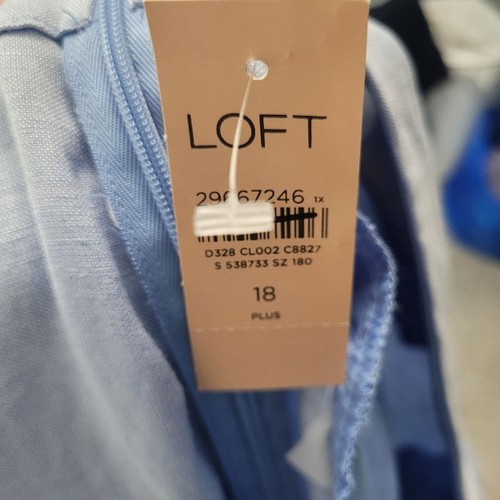 LOFT
29667246 1X
D328 CL002 C8827
S 538733 SZ 180
18
PLUS